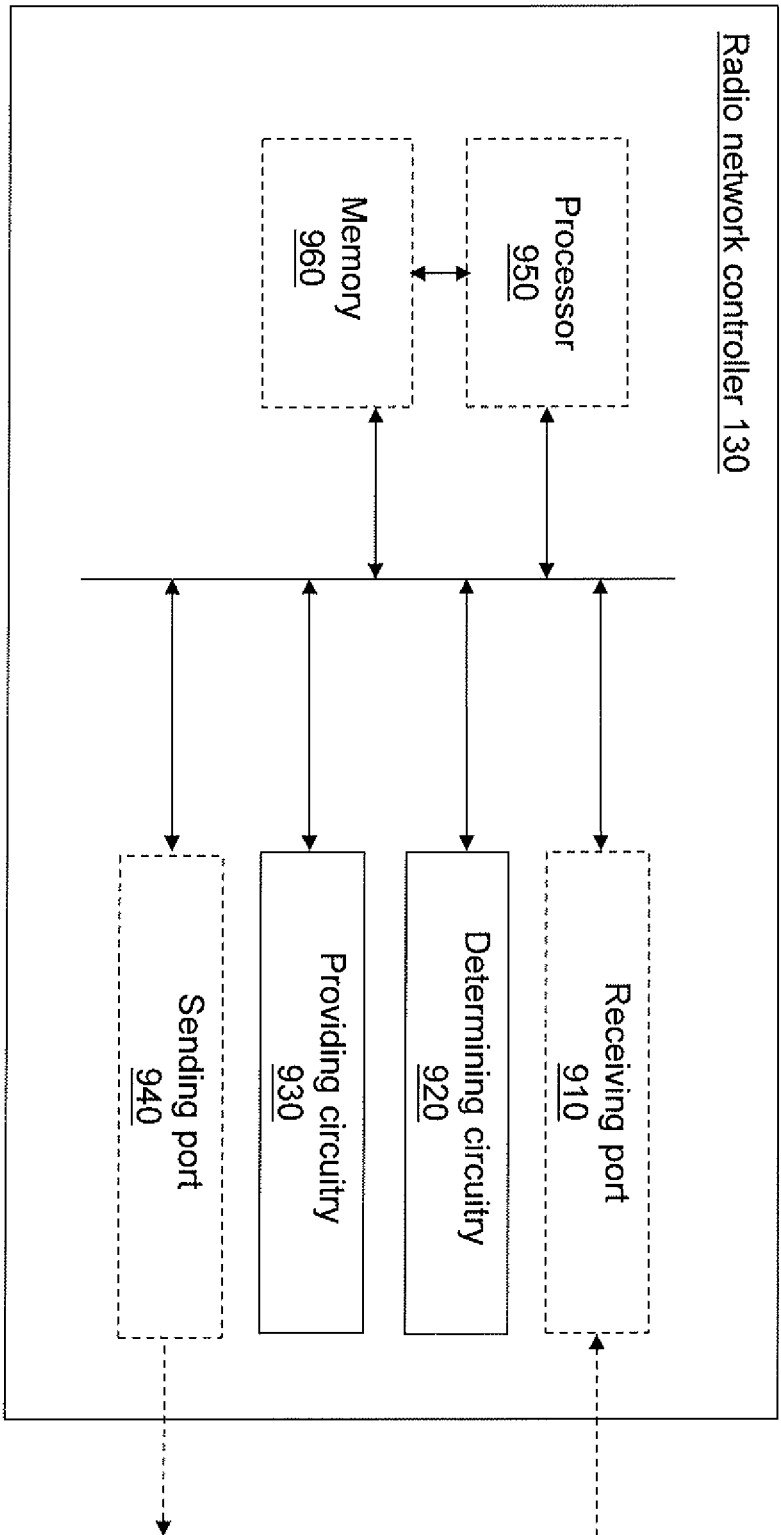 Radio network controller 130
Processor
950
Memory
960
Receiving port
910
Determining circuitry
920
Providing circuitry
930
Sending port
940